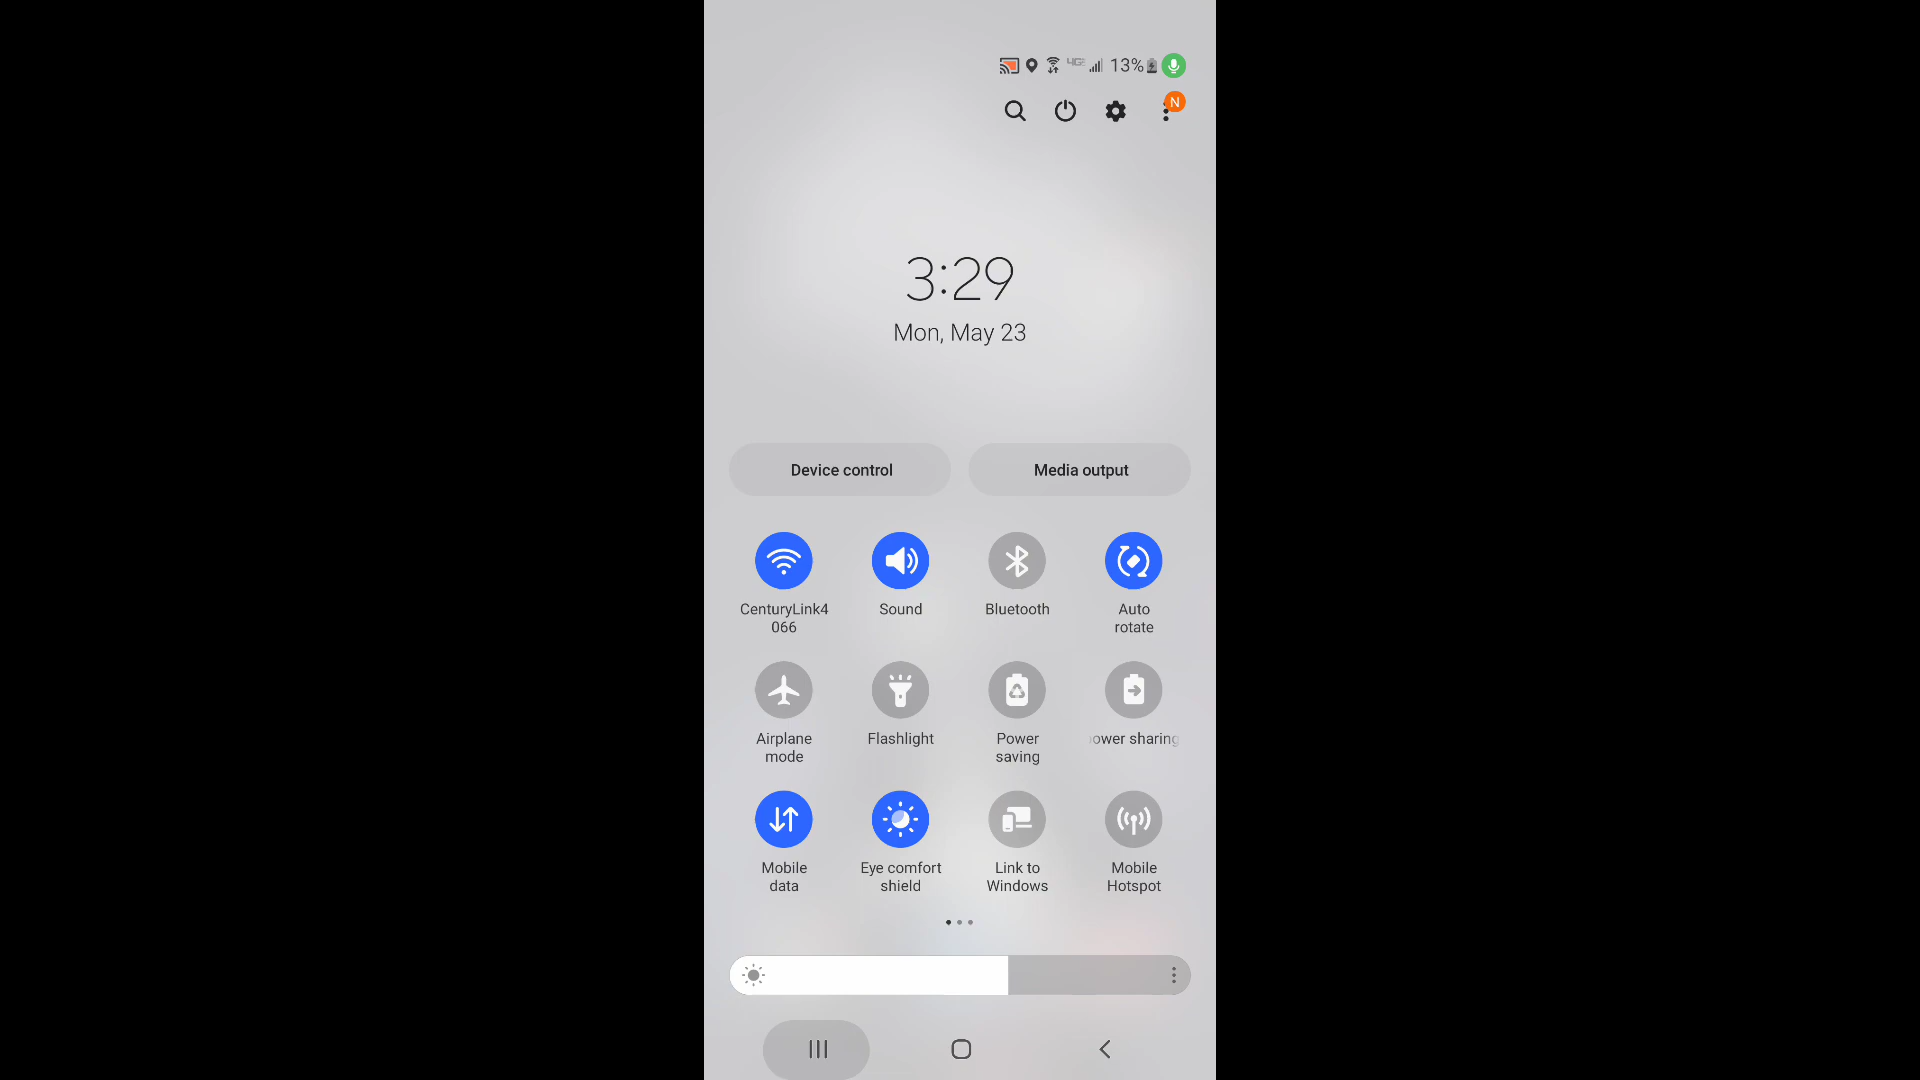 4GE 13%
N
3:29
Mon, May 23
Device control Media output
CenturyLink4
066
Sound
Bluetooth
Auto
rotate
Airplane
mode
Flashlight
Power
saving
ower sharing
Mobile
data
Eye comfort
shield
Link to
Windows
Mobile
Hotspot